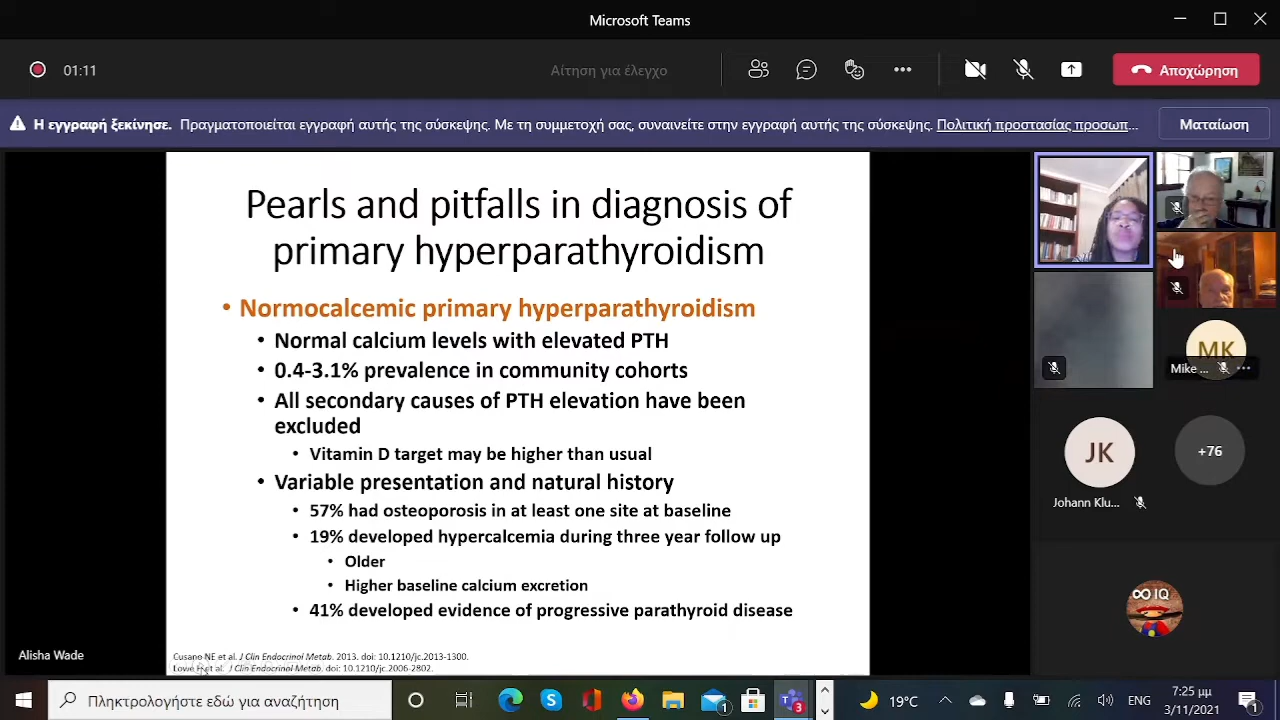 Microsoft Teams
01:11
Αίτηση για έλεγχο
Αποχώρηση
Η εγγραφή ξεκίνησε. Πραγματοποιείται εγγραφή αυτής της σύσκεψης. Με τη συμμετοχή σας, συναινείτε στην εγγραφή αυτής της σύσκεψης. Πολιτική προστασίας προσωπ...
Ματαίωση
Pearls and pitfalls in diagnosis of
primary hyperparathyroidism
• Normocalcemic primary hyperparathyroidism
• Normal calcium levels with elevated PTH
• 0.4-3.1% prevalence in community cohorts
• All secondary causes of PTH elevation have been
excluded
• Vitamin D target may be higher than usual
• Variable presentation and natural history
• 57% had osteoporosis in at least one site at baseline
• 19% developed hypercalcemia during three year follow up
• Older
• Higher baseline calcium excretion
• 41% developed evidence of progressive parathyroid disease
Cusano NE et al. J Clin Endocrinol Metab. 2013. doi: 10.1210/jc.2013-1300.
et al. J Clin Endocrinol Metab. doi: 10.1210/jc.2006-2802.
Alisha Wade
MK
Mike ...
JK
+76
Johann Klu...
∞ IQ
Πληκτρολογήστε εδώ για αναζήτηση
1
3
19°C
ENG
7:25 μμ
3/11/2021
1